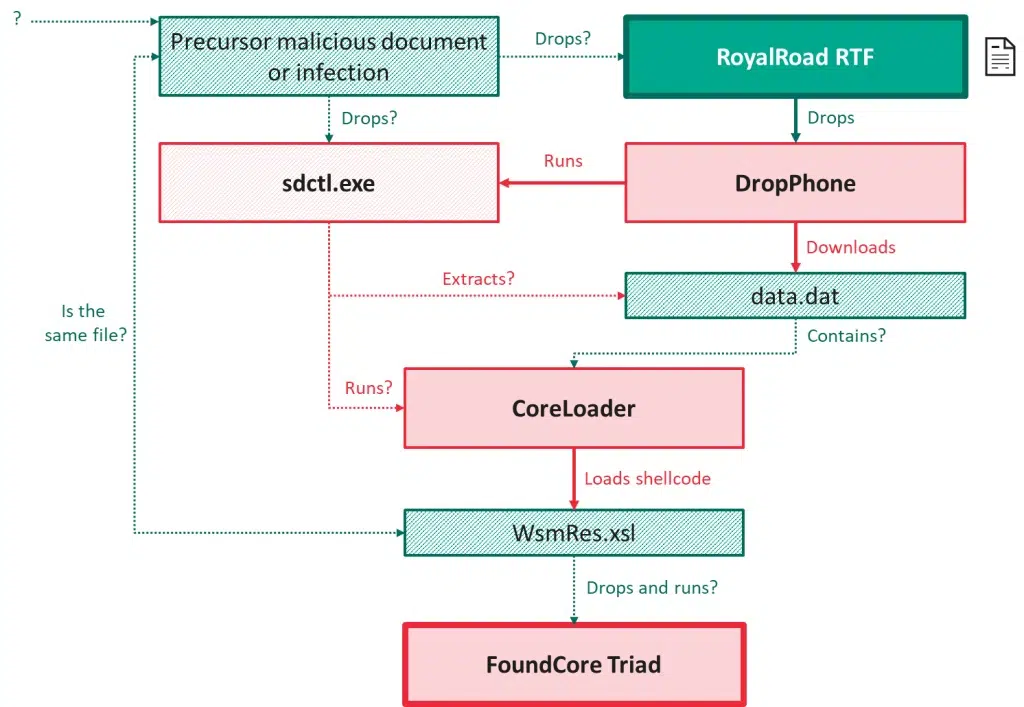 ?
Precursor malicious document
or infection
Drops?
RoyalRoad RTF
Drops?
Drops
sdctl.exe
Runs
DropPhone
Downloads
Extracts?
data.dat
Is the
same file?
Contains?
Runs?
CoreLoader
Loads shellcode
WsmRes.xsl
Drops and runs?
FoundCore Triad